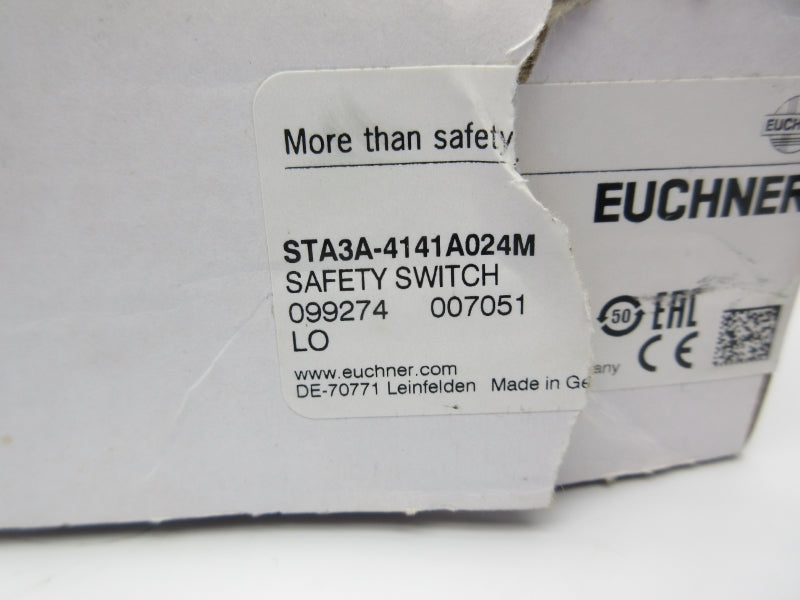 More than safety
EUCHNER
STA3A-4141A024M
SAFETY SWITCH
099274 007051
LO
50 EAC
CE
www.euchner.com
DE-70771 Leinfelden Made in Ge
any